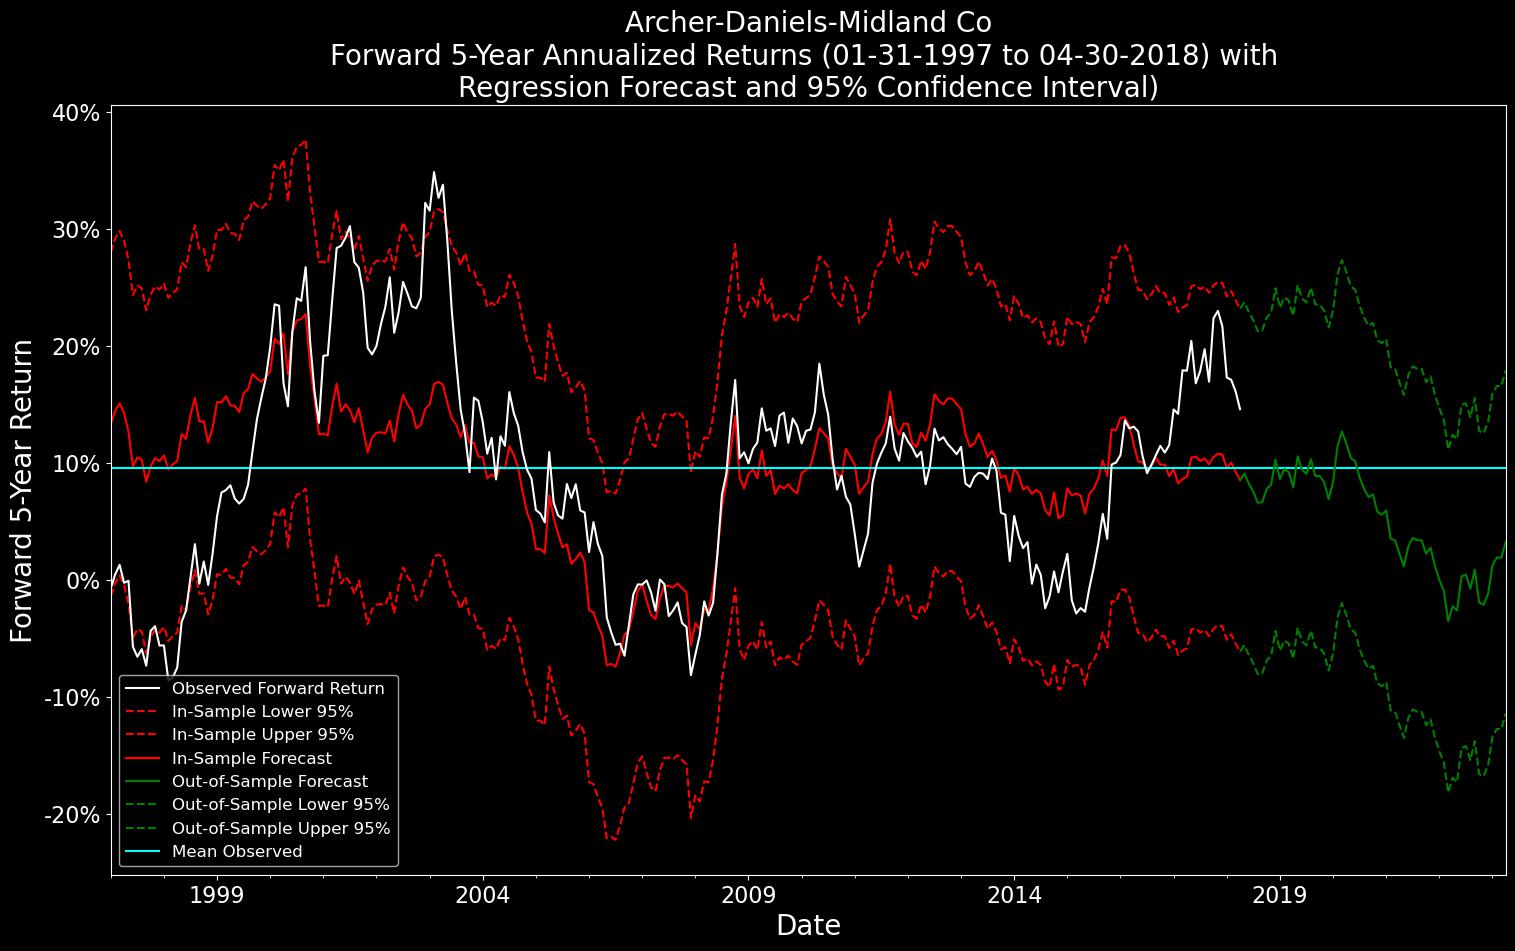 Archer-Daniels-Midland Co
Forward 5-Year Annualized Returns (01-31-1997 to 04-30-2018) with
Regression Forecast and 95% Confidence Interval)
Forward 5-Year Return
40%
30%
20%
10%
0%
-10%
-20%
Observed Forward Return
In-Sample Lower 95%
In-Sample Upper 95%
In-Sample Forecast
Out-of-Sample Forecast
Out-of-Sample Lower 95%
Out-of-Sample Upper 95%
Mean Observed
1999 2004 2009 2014 2019
Date